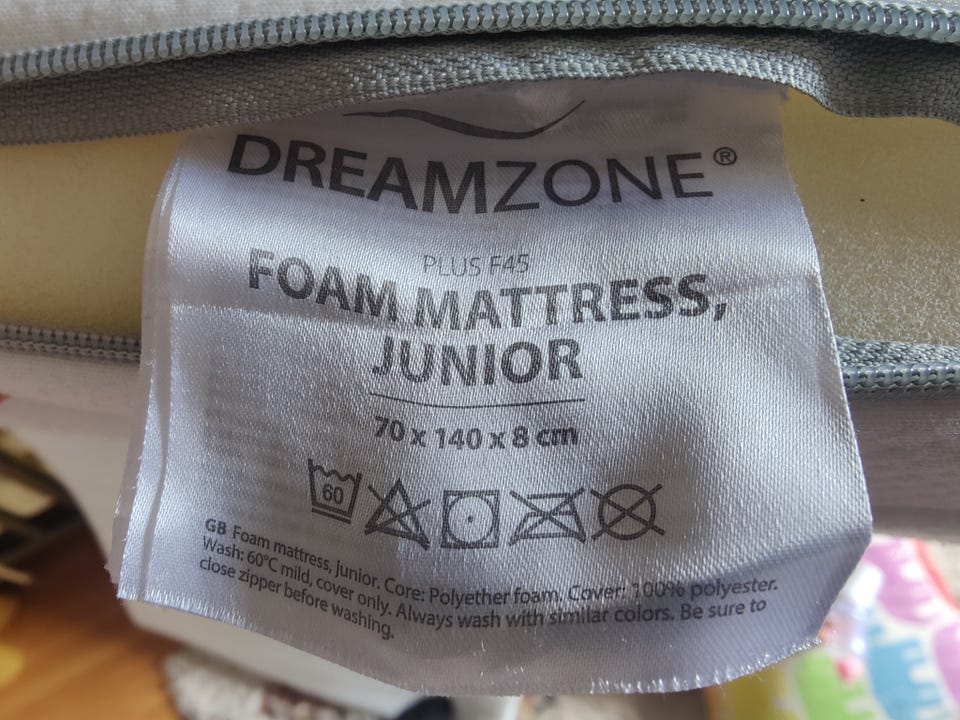 DREAMZONE®
PLUS F45
FOAM MATTRESS,
JUNIOR
70 x 140 x 8 cm
60
GB Foam mattress, junior. Core: Polyether foam. Cover: 100% polyester.
Wash: 60°C mild, cover only. Always wash with similar colors. Be sure to
close zipper before washing.